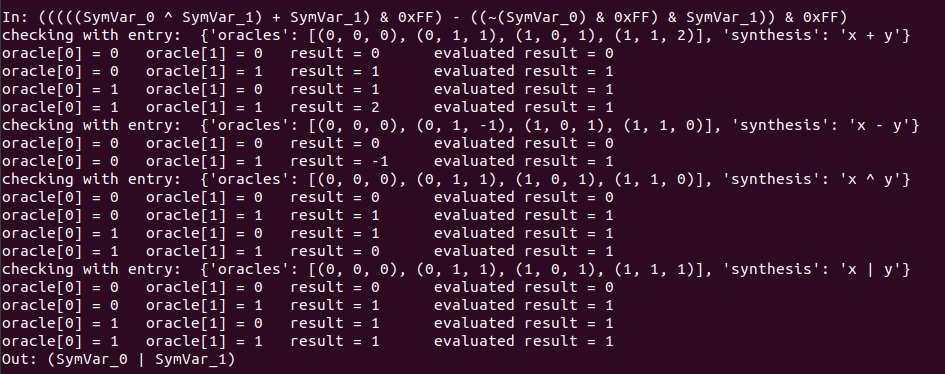 In: (((((SymVar_0 ^ SymVar_1) + SymVar_1) & 0xFF) - ((~(SymVar_0) & 0xFF) & SymVar_1)) & 0xFF)
checking with entry:  {'oracles': [(0, 0, 0), (0, 1, 1), (1, 0, 1), (1, 1, 2)], 'synthesis': 'x + y'}
oracle[0] = 0   oracle[1] = 0   result = 0      evaluated result = 0
oracle[0] = 0   oracle[1] = 1   result = 1      evaluated result = 1
oracle[0] = 1   oracle[1] = 0   result = 1      evaluated result = 1
oracle[0] = 1   oracle[1] = 1   result = 2      evaluated result = 1
checking with entry:  {'oracles': [(0, 0, 0), (0, 1, -1), (1, 0, 1), (1, 1, 0)], 'synthesis': 'x - y'}
oracle[0] = 0   oracle[1] = 0   result = 0      evaluated result = 0
oracle[0] = 0   oracle[1] = 1   result = -1     evaluated result = 1
checking with entry:  {'oracles': [(0, 0, 0), (0, 1, 1), (1, 0, 1), (1, 1, 0)], 'synthesis': 'x ^ y'}
oracle[0] = 0   oracle[1] = 0   result = 0      evaluated result = 0
oracle[0] = 0   oracle[1] = 1   result = 1      evaluated result = 1
oracle[0] = 1   oracle[1] = 0   result = 1      evaluated result = 1
oracle[0] = 1   oracle[1] = 1   result = 0      evaluated result = 1
checking with entry:  {'oracles': [(0, 0, 0), (0, 1, 1), (1, 0, 1), (1, 1, 1)], 'synthesis': 'x | y'}
oracle[0] = 0   oracle[1] = 0   result = 0      evaluated result = 0
oracle[0] = 0   oracle[1] = 1   result = 1      evaluated result = 1
oracle[0] = 1   oracle[1] = 0   result = 1      evaluated result = 1
oracle[0] = 1   oracle[1] = 1   result = 1      evaluated result = 1
Out: (SymVar_0 | SymVar_1)